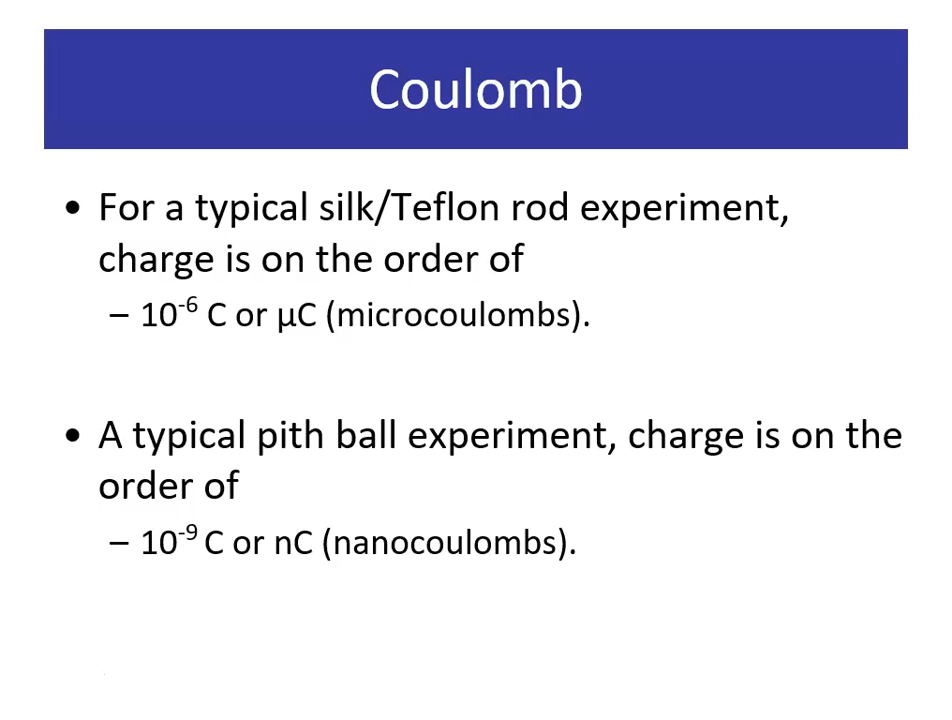 Coulomb
• For a typical silk/Teflon rod experiment,
charge is on the order of
– 10⁻⁶ C or μC (microcoulombs).
• A typical pith ball experiment, charge is on the
order of
– 10⁻⁹ C or nC (nanocoulombs).